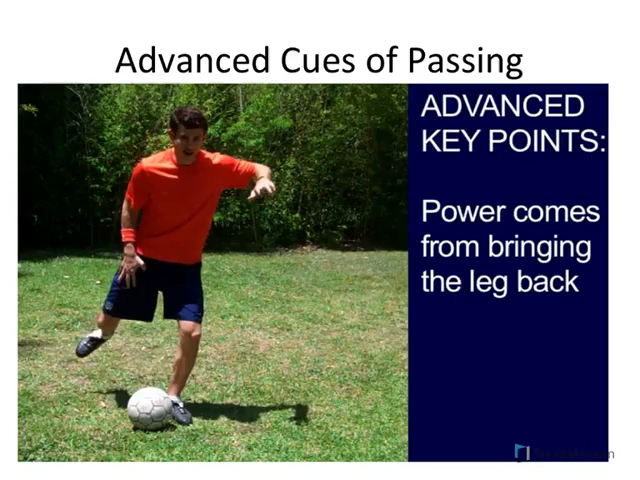 Advanced Cues of Passing
ADVANCED
KEY POINTS:
Power comes
from bringing
the leg back